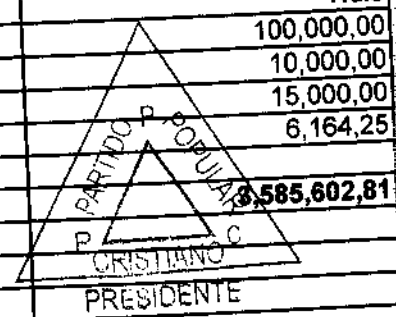 100,000,00
10,000,00
15,000,00
6,164,25
3,585,602,81
PARTIDO POPULAR
P P C
CRISTIANO
PRESIDENTE